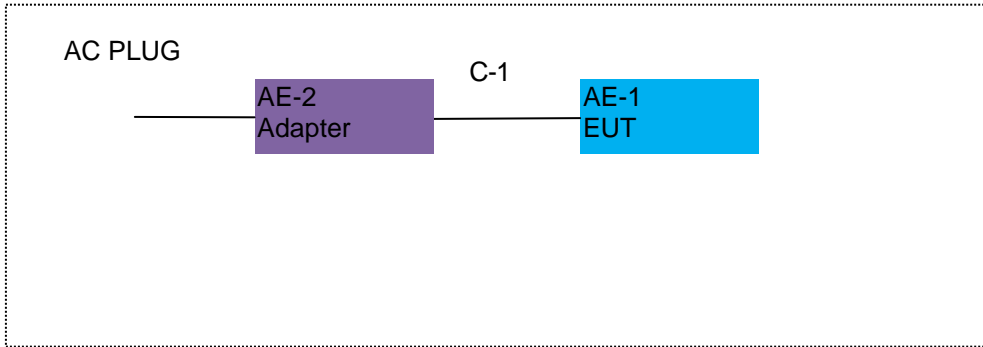 AC PLUG
C-1
AE-2
Adapter
AE-1
EUT